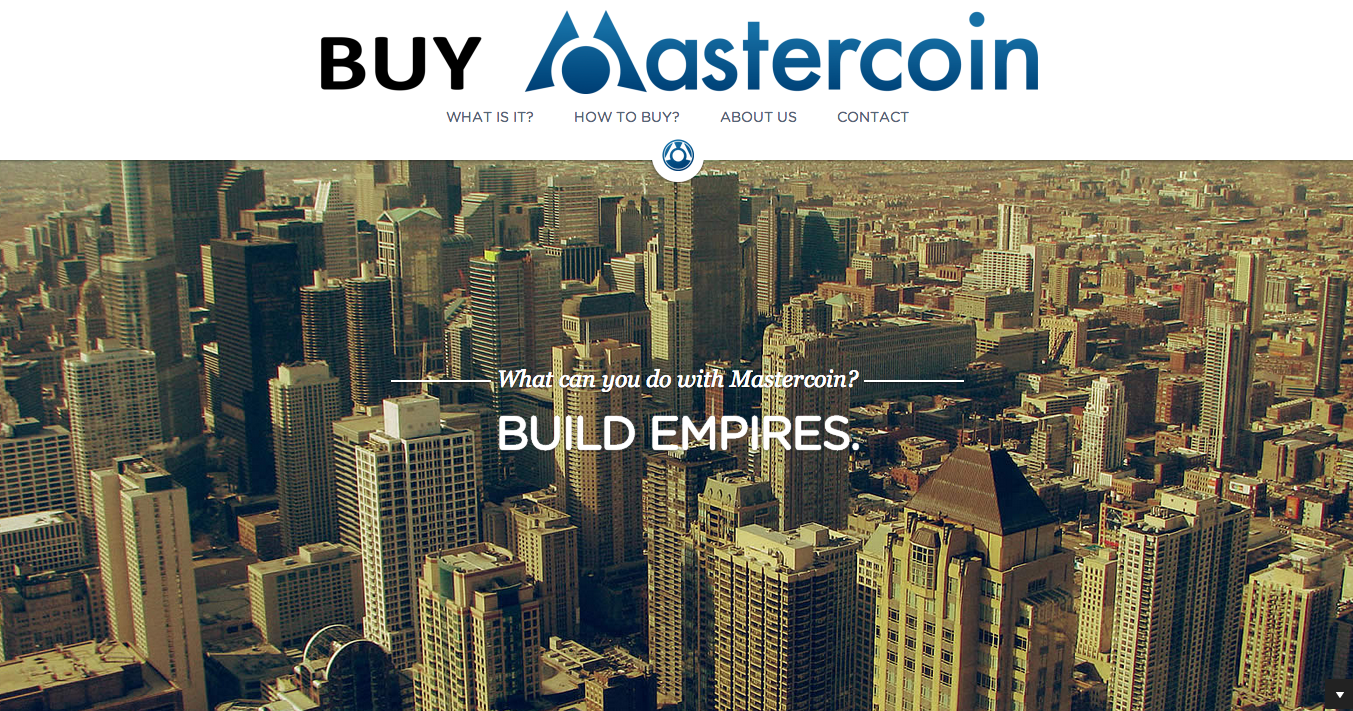 BUY Mastercoin
WHAT IS IT? HOW TO BUY? ABOUT US CONTACT
What can you do with Mastercoin?
BUILD EMPIRES.